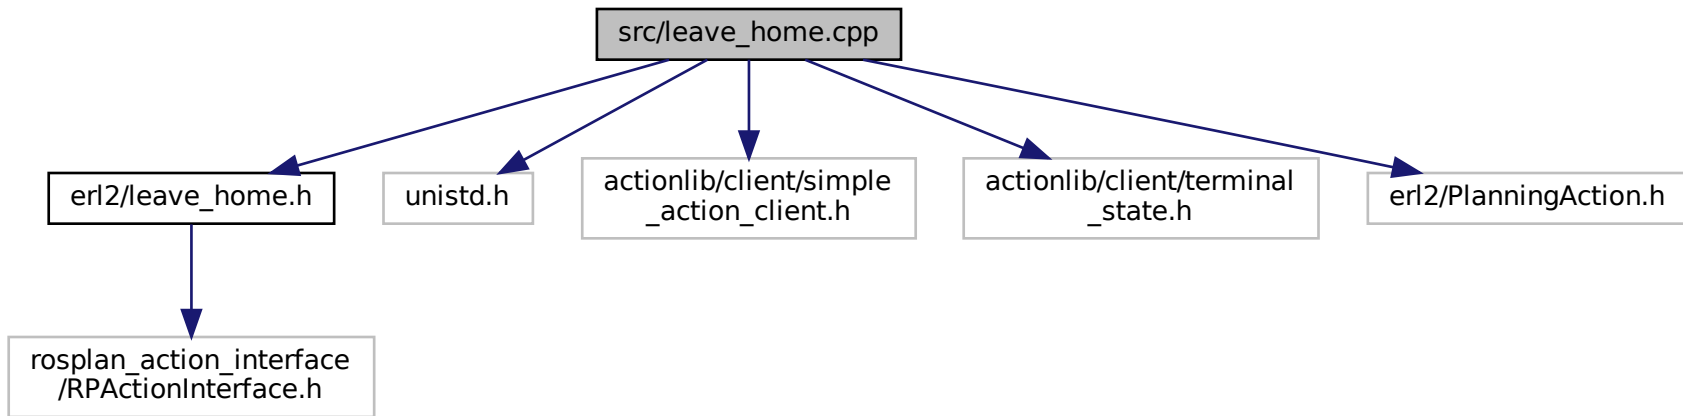 src/leave_home.cpp
erl2/leave_home.h
unistd.h
actionlib/client/simple
_action_client.h
actionlib/client/terminal
_state.h
erl2/PlanningAction.h
rosplan_action_interface
/RPActionInterface.h